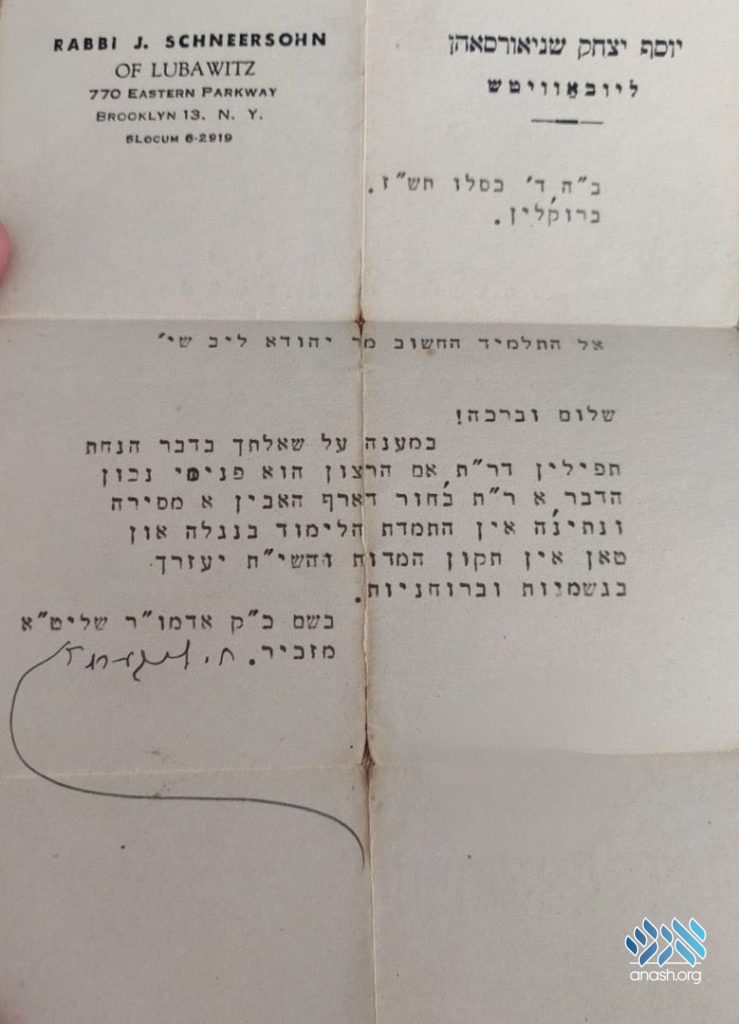 RABBI J. SCHNEERSOHN
OF LUBAWITZ
770 EASTERN PARKWAY
BROOKLYN 13. N. Y.
SLOCUM 6-2919
יוסף יצחק שניאורסאהן
ליובאוויטש
ב"ה, ד' כסלו תש"ז.
ברוקלין.
אל התלמיד החשוב מר יהודא ליב שי'
שלום וברכה!
במענה על שאלתך בדבר הנחת
תפילין דר"ת, אם הרצון הוא פנימי נכון
הדבר, א ר"ת בחור דארף האבין א מסירה
ונתינה אין התמדת הלימוד בנגלה און
טאן אין תקון המדות והשי"ת יעזרך
בגשמיות וברוחניות.
בשם כ"ק אדמו"ר שליט"א
מזכיר.
אנש
anash.org